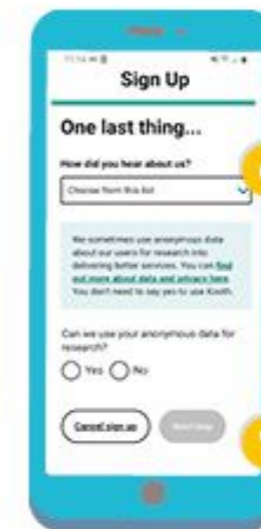 Sign Up
One last thing...
How did you hear about us?
Choose from this list
We sometimes use anonymous data
about our users for research into
delivering better services. You can find
out more about data and privacy here.
You don't need to say yes to use Kooth.
Can we use your anonymous data for
research?
Yes No
Cancel sign up Next step